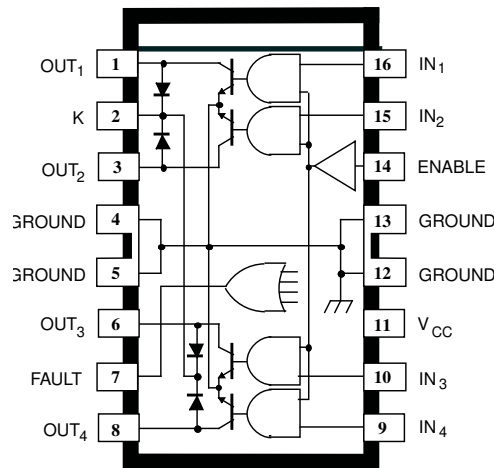 OUT1 1 16 IN1
K 2 15 IN2
OUT2 3 14 ENABLE
GROUND 4 13 GROUND
GROUND 5 12 GROUND
OUT3 6 11 VCC
FAULT 7 10 IN3
OUT4 8 9 IN4